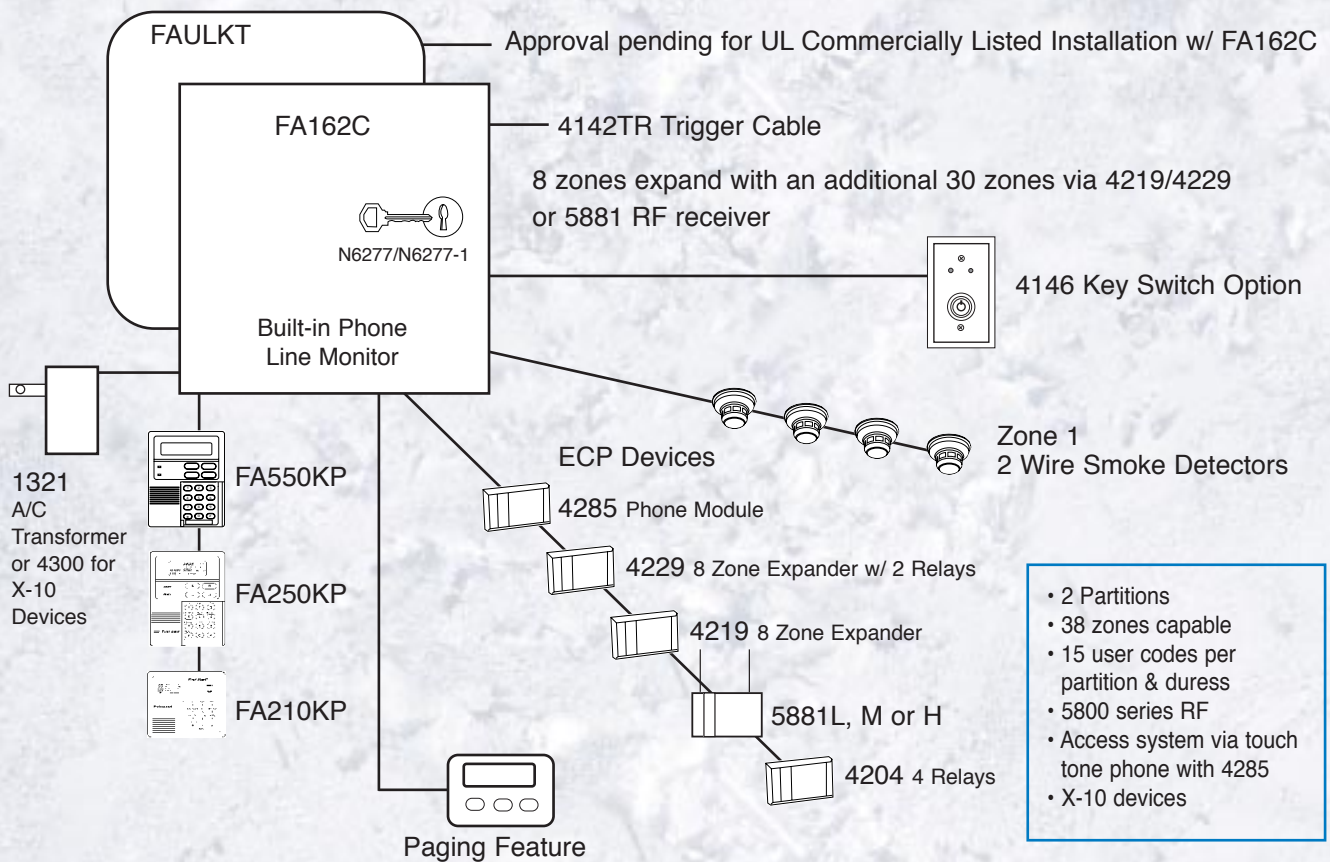 FAULKT
Approval pending for UL Commercially Listed Installation w/ FA162C
FA162C
4142TR Trigger Cable
8 zones expand with an additional 30 zones via 4219/4229
or 5881 RF receiver
N6277/N6277-1
4146 Key Switch Option
Built-in Phone
Line Monitor
Zone 1
2 Wire Smoke Detectors
1321
A/C
Transformer
or 4300 for
X-10
Devices
FA550KP
FA250KP
FA210KP
ECP Devices
4285 Phone Module
4229 8 Zone Expander w/ 2 Relays
4219 8 Zone Expander
5881L, M or H
4204 4 Relays
Paging Feature
• 2 Partitions
• 38 zones capable
• 15 user codes per
partition & duress
• 5800 series RF
• Access system via touch
tone phone with 4285
• X-10 devices